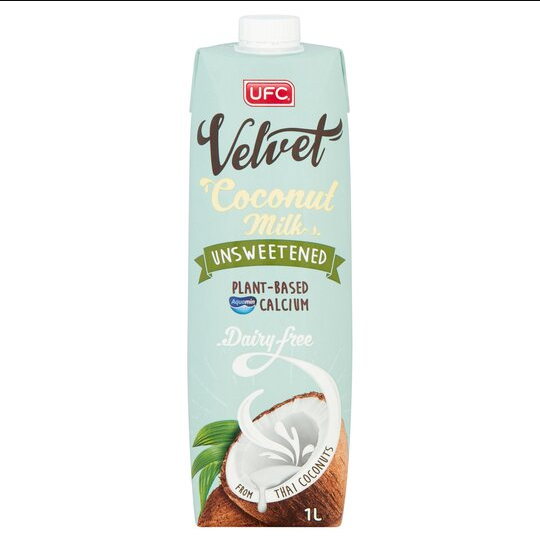 UFC
Velvet
Coconut
Milk
UNSWEETENED
PLANT-BASED
Aquamin CALCIUM
Dairy free
FROM THAI COCONUTS
1L